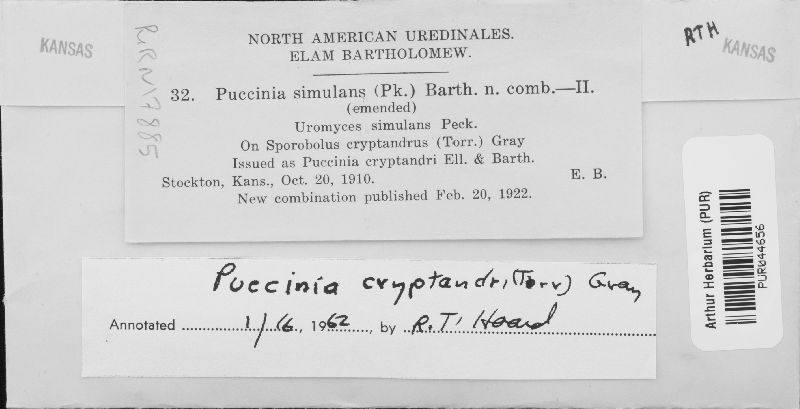 KANSAS
NORTH AMERICAN UREDINALES.
ELAM BARTHOLOMEW.
RTH
KANSAS
32. Puccinia simulans (Pk.) Barth. n. comb.—II.
(emended)
Uromyces simulans Peck.
On Sporobolus cryptandrus (Torr.) Gray
Issued as Puccinia cryptandri Ell. & Barth.
Stockton, Kans., Oct. 20, 1910. E. B.
New combination published Feb. 20, 1922.
Puccinia cryptandri (Torr) Gray
Annotated 1/16, 1962, by R. T. Hoard
Arthur Herbarium (PUR)
PUR044656